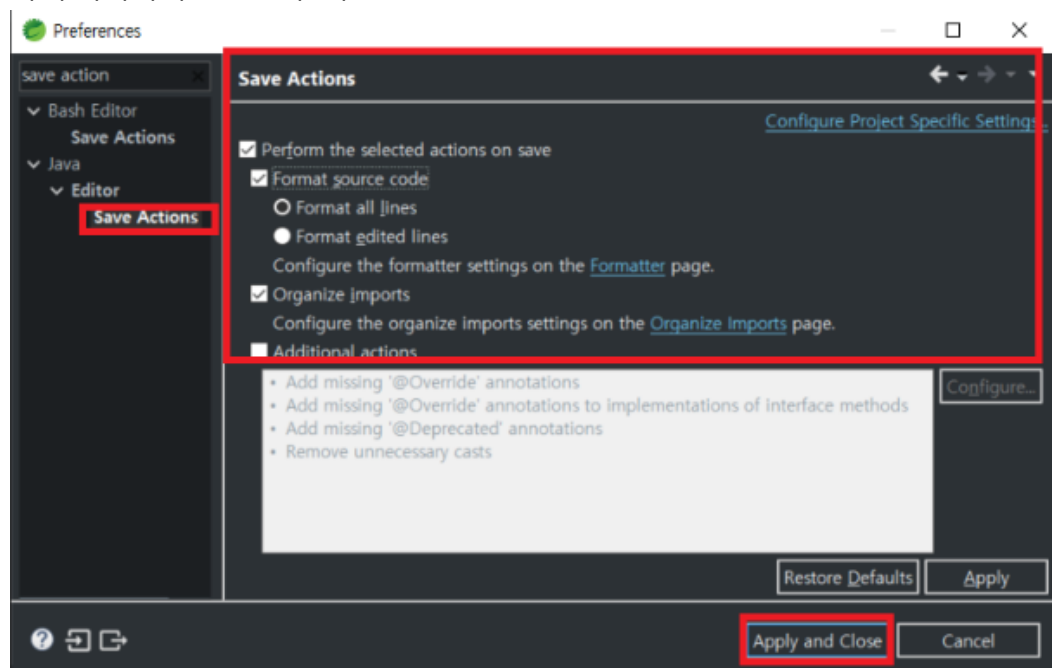 Preferences
save action
Bash Editor
Save Actions
Java
Editor
Save Actions
Save Actions
Configure Project Specific Settings...
Perform the selected actions on save
Format source code
Format all lines
Format edited lines
Configure the formatter settings on the Formatter page.
Organize imports
Configure the organize imports settings on the Organize Imports page.
Additional actions
• Add missing '@Override' annotations
• Add missing '@Override' annotations to implementations of interface methods
• Add missing '@Deprecated' annotations
• Remove unnecessary casts
Configure...
Restore Defaults
Apply
Apply and Close
Cancel